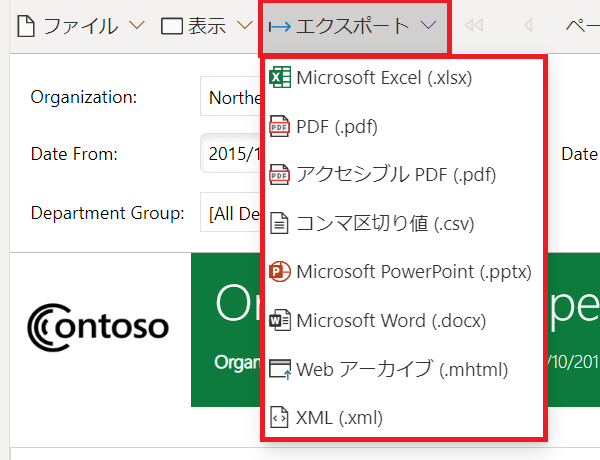 ファイル 表示 エクスポート ペー
Microsoft Excel (.xlsx)
Organization: Northe
PDF (.pdf)
Date From: 2015/1 Date
アクセシブル PDF (.pdf)
Department Group: [All De
コンマ区切り値 (.csv)
Microsoft PowerPoint (.pptx)
Contoso Or pe
Microsoft Word (.docx)
Organ /10/201
Web アーカイブ (.mhtml)
XML (.xml)